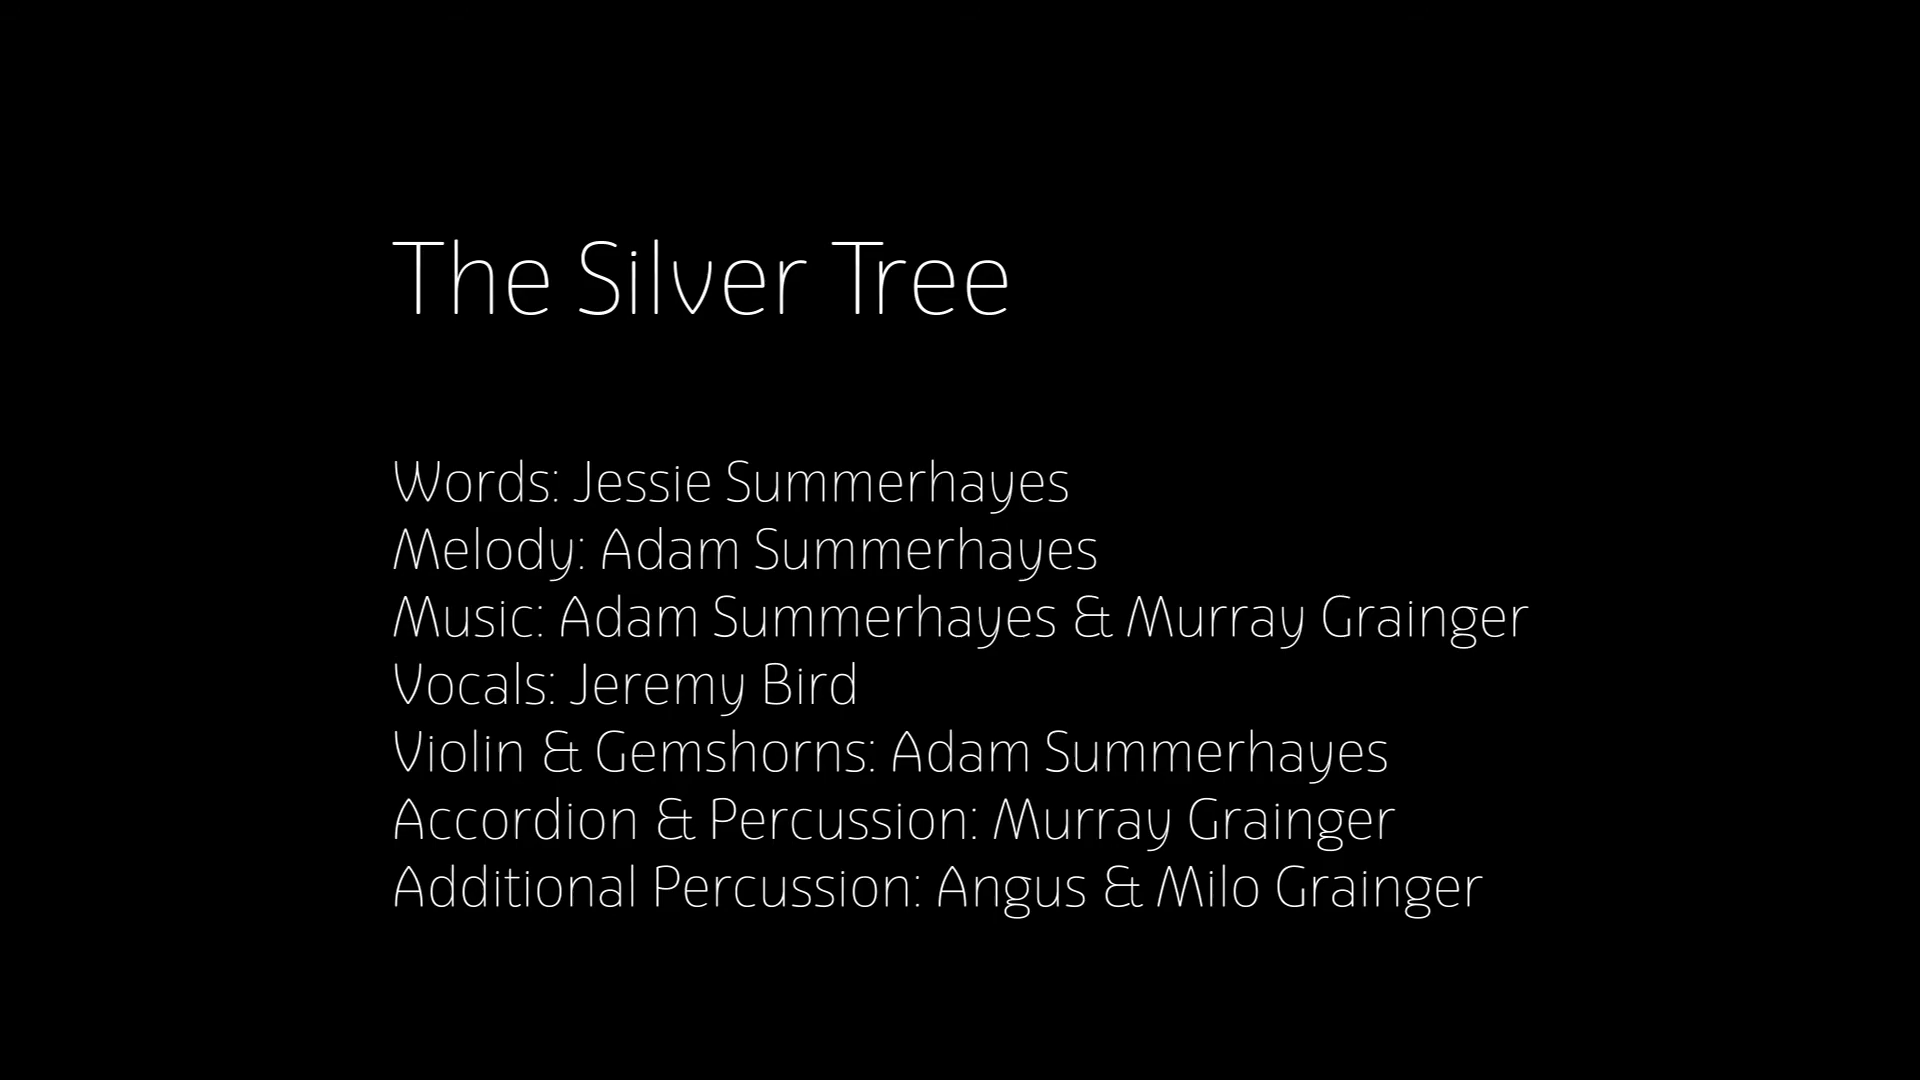 The Silver Tree
Words: Jessie Summerhayes
Melody: Adam Summerhayes
Music: Adam Summerhayes & Murray Grainger
Vocals: Jeremy Bird
Violin & Gemshorns: Adam Summerhayes
Accordion & Percussion: Murray Grainger
Additional Percussion: Angus & Milo Grainger